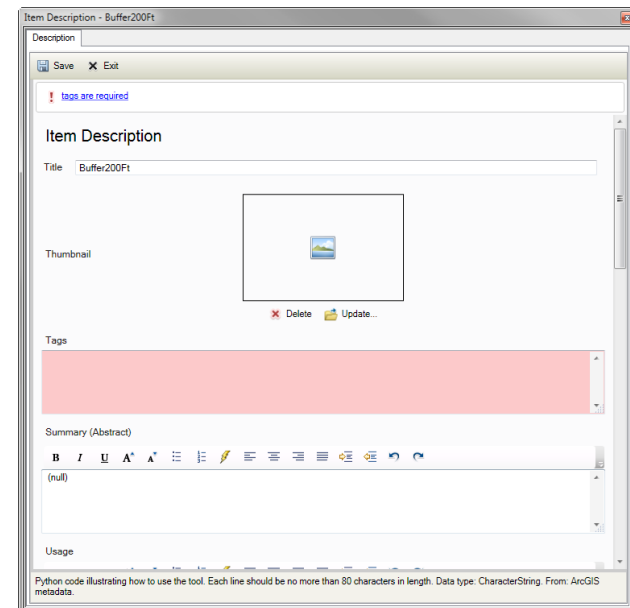 Item Description - Buffer200Ft
Description
Save Exit
! tags are required
Item Description
Title Buffer200Ft
Thumbnail
Delete Update...
Tags
Summary (Abstract)
B I U A A
(null)
Usage
Python code illustrating how to use the tool. Each line should be no more than 80 characters in length. Data type: CharacterString. From: ArcGIS
metadata.